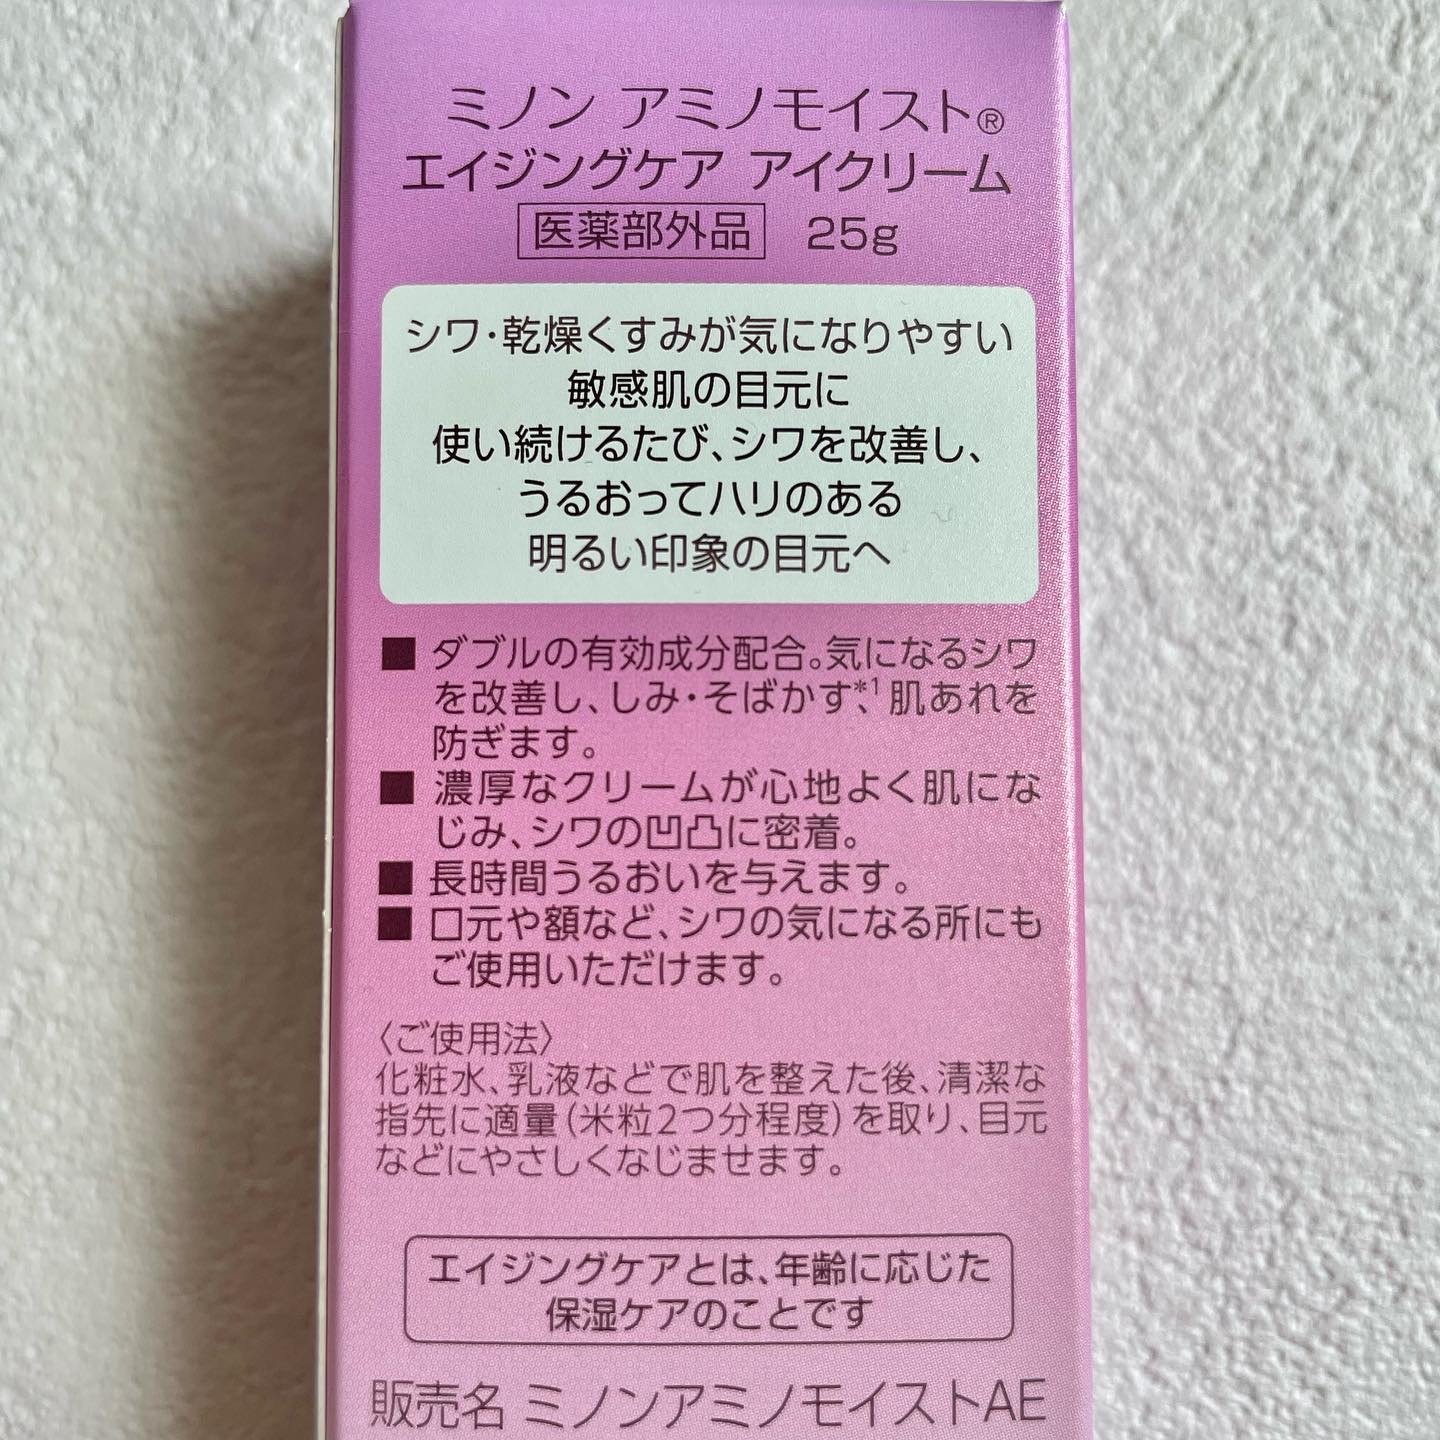 ミノン アミノモイスト®
エイジングケア アイクリーム
医薬部外品 25g
シワ・乾燥くすみが気になりやすい
敏感肌の目元に
使い続けるたび、シワを改善し、
うるおってハリのある
明るい印象の目元へ
■ ダブルの有効成分配合。気になるシワ
を改善し、しみ・そばかす*1、肌あれを
防ぎます。
■ 濃厚なクリームが心地よく肌にな
じみ、シワの凹凸に密着。
■ 長時間うるおいを与えます。
■ 口元や額など、シワの気になる所にも
ご使用いただけます。
〈ご使用法〉
化粧水、乳液などで肌を整えた後、清潔な
指先に適量(米粒2つ分程度)を取り、目元
などにやさしくなじませます。
エイジングケアとは、年齢に応じた
保湿ケアのことです
販売名 ミノンアミノモイストAE